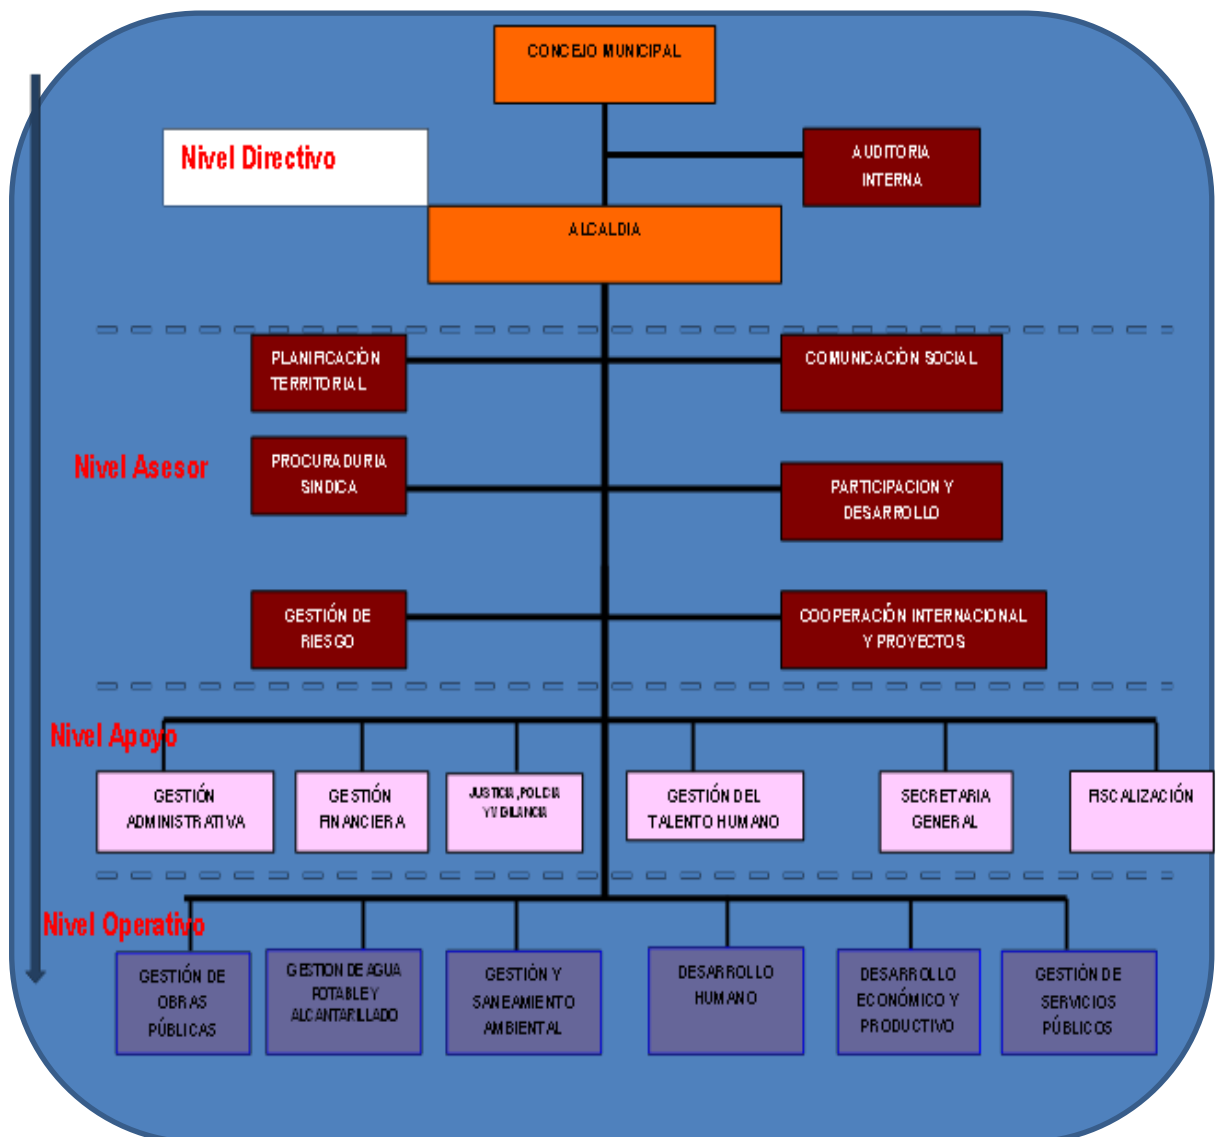 CONCEJO MUNICIPAL
Nivel Directivo
AUDITORIA
INTERNA
ALCALDIA
PLANIFICACIÓN
TERRITORIAL
COMUNICACIÓN SOCIAL
Nivel Asesor
PROCURADURIA
SINDICA
PARTICIPACION Y
DESARROLLO
GESTIÓN DE
RIESGO
COOPERACIÓN INTERNACIONAL
Y PROYECTOS
Nivel Apoyo
GESTIÓN
ADMINISTRATIVA
GESTIÓN
FINANCIERA
JUSTICIA, POLICIA
Y VIGILANCIA
GESTIÓN DEL
TALENTO HUMANO
SECRETARIA
GENERAL
FISCALIZACIÓN
Nivel Operativo
GESTIÓN DE
OBRAS
PÚBLICAS
GESTION DE AGUA
POTABLE Y
ALCANTARILLADO
GESTIÓN Y
SANEAMIENTO
AMBIENTAL
DESARROLLO
HUMANO
DESARROLLO
ECONÓMICO Y
PRODUCTIVO
GESTIÓN DE
SERVICIOS
PÚBLICOS